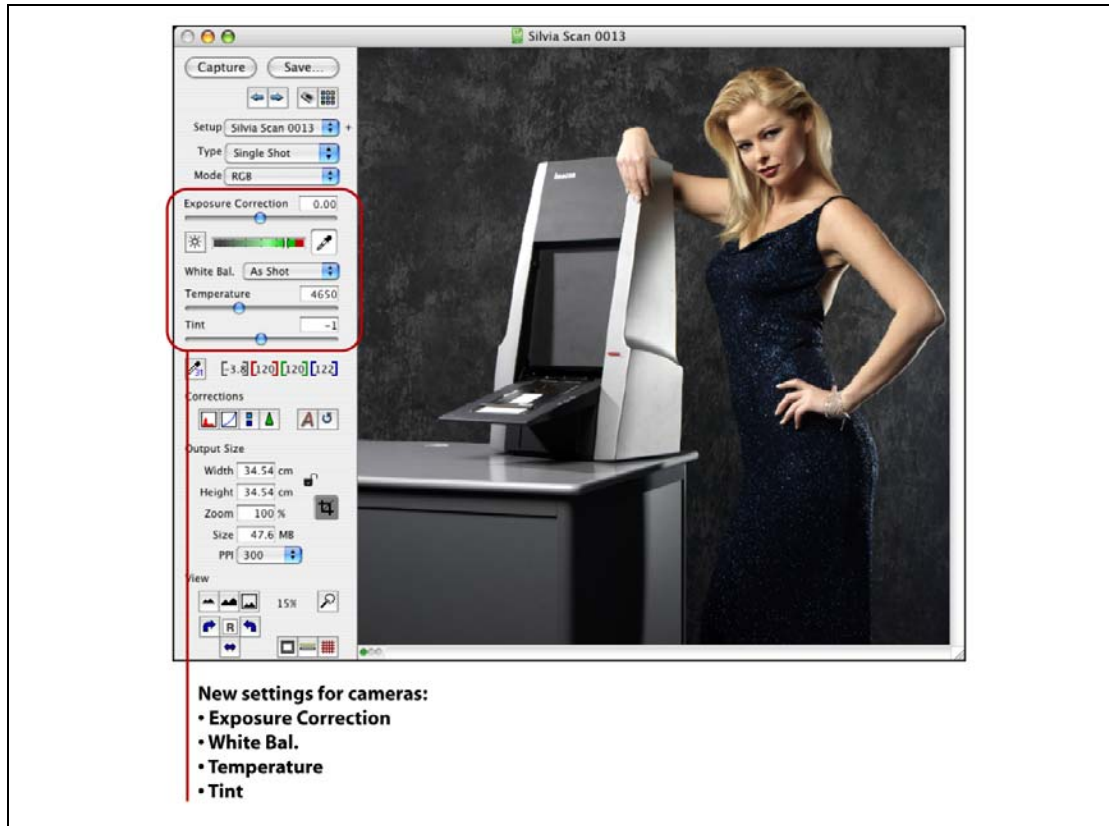 Silvia Scan 0013
Capture Save...
Setup Silvia Scan 0013 +
Type Single Shot
Mode RGB
Exposure Correction 0.00
White Bal. As Shot
Temperature 4650
Tint -1
[-3.8] [120] [120] [122]
Corrections
A
Output Size
Width 34.54 cm
Height 34.54 cm
Zoom 100 %
Size 47.6 MB
PPI 300
View
15%
R
New settings for cameras:
• Exposure Correction
• White Bal.
• Temperature
• Tint